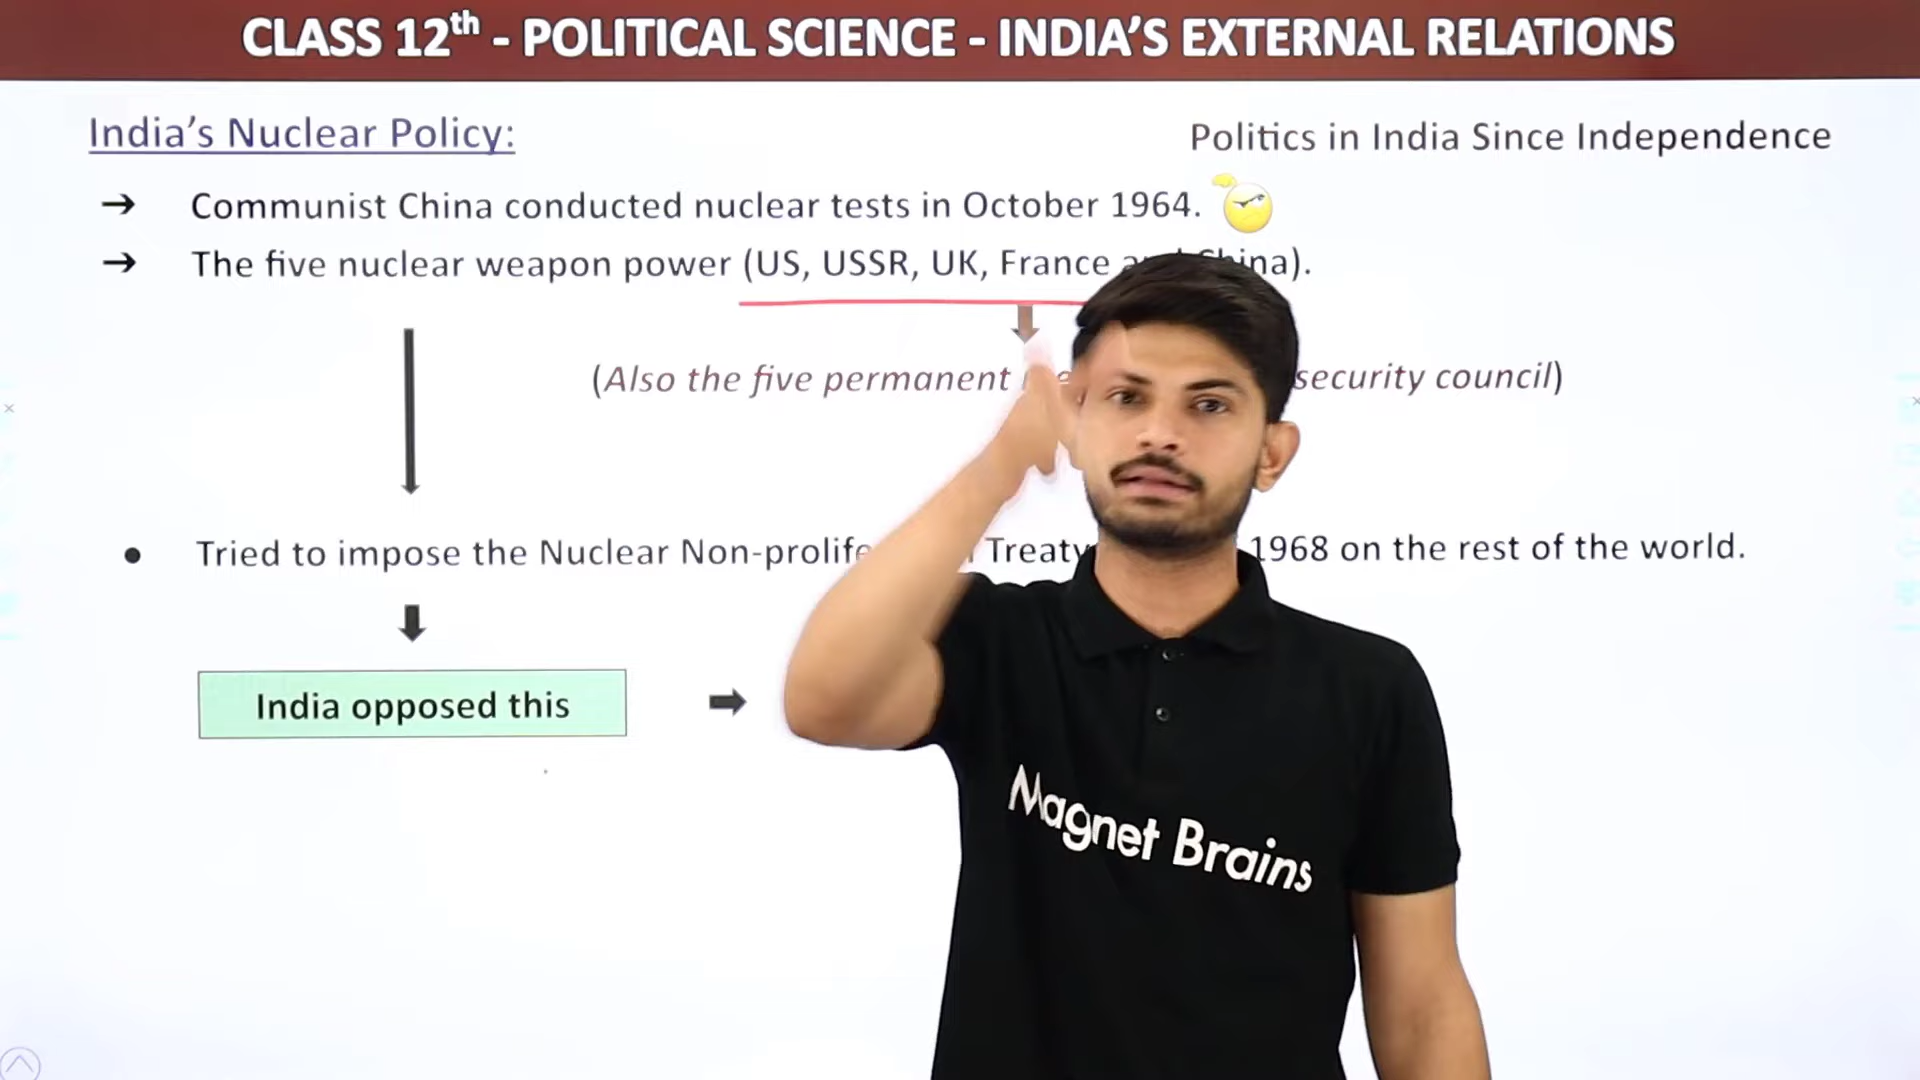 CLASS 12th - POLITICAL SCIENCE - INDIA’S EXTERNAL RELATIONS
India’s Nuclear Policy:
Politics in India Since Independence
→ Communist China conducted nuclear tests in October 1964.
→ The five nuclear weapon power (US, USSR, UK, France and China).
(Also the five permanent security council)
● Tried to impose the Nuclear Non-prolife Treaty 1968 on the rest of the world.
India opposed this
Magnet Brains